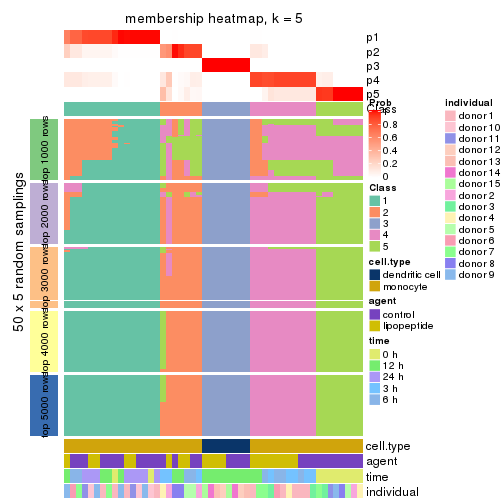 membership heatmap, k = 5
p1
p2
p3
p4
p5
Class
50 x 5 random samplings
top 1000 rows
top 2000 rows
top 3000 rows
top 4000 rows
top 5000 rows
cell.type
agent
time
individual
Prob
1
0.8
0.6
0.4
0.2
0
Class
1
2
3
4
5
cell.type
dendritic cell
monocyte
agent
control
lipopeptide
time
0 h
12 h
24 h
3 h
6 h
individual
donor 1
donor 10
donor 11
donor 12
donor 13
donor 14
donor 15
donor 2
donor 3
donor 4
donor 5
donor 6
donor 7
donor 8
donor 9